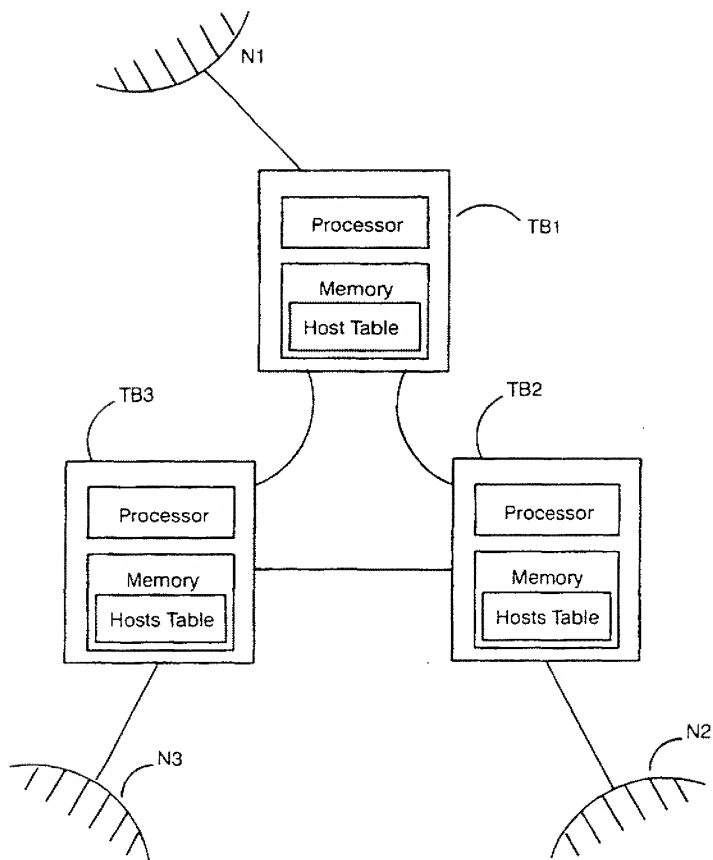 N1
Processor
TB1
Memory
Host Table
TB3
TB2
Processor
Processor
Memory
Memory
Hosts Table
Hosts Table
N3
N2